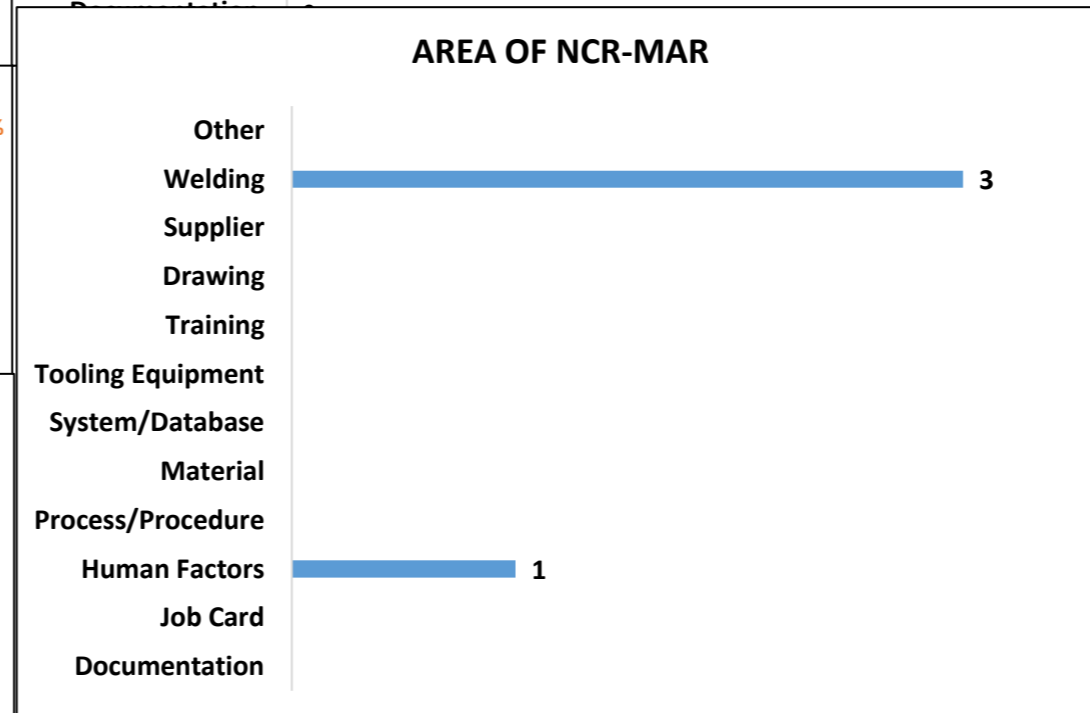 AREA OF NCR-MAR
Other
Welding 3
Supplier
Drawing
Training
Tooling Equipment
System/Database
Material
Process/Procedure
Human Factors 1
Job Card
Documentation